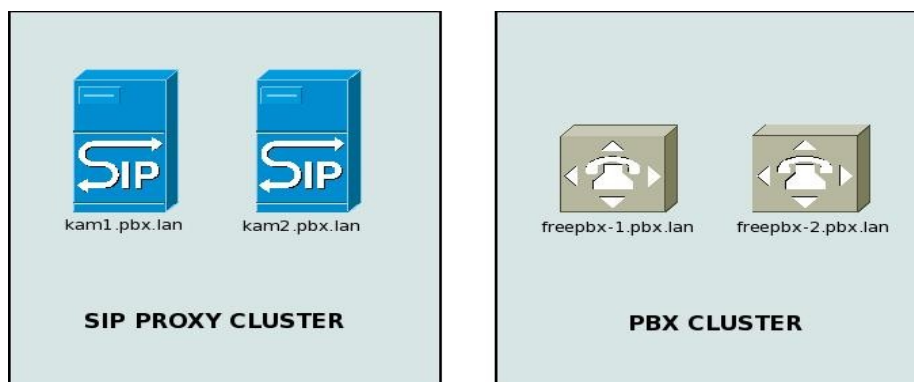 SIP
SIP
kam1.pbx.lan
kam2.pbx.lan
SIP PROXY CLUSTER
freepbx-1.pbx.lan
freepbx-2.pbx.lan
PBX CLUSTER